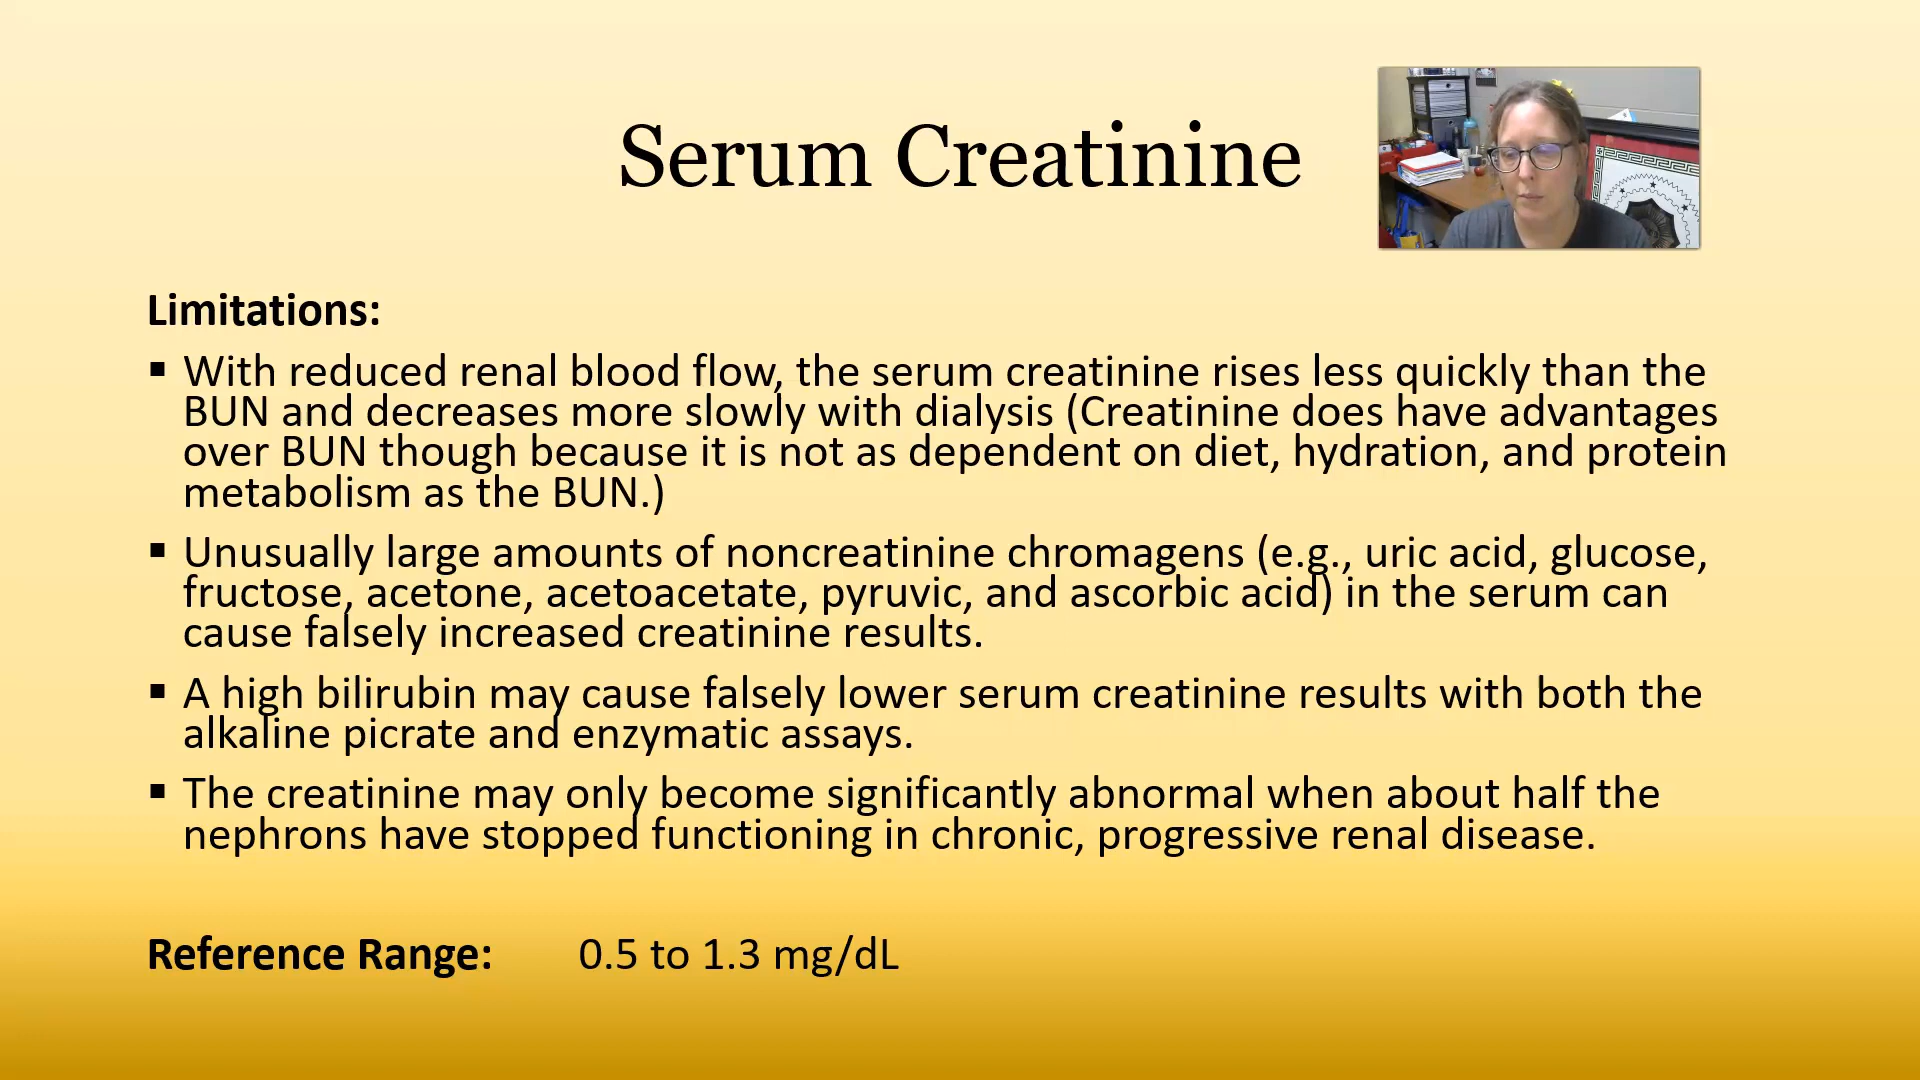 Serum Creatinine
Limitations:
▪ With reduced renal blood flow, the serum creatinine rises less quickly than the
BUN and decreases more slowly with dialysis (Creatinine does have advantages
over BUN though because it is not as dependent on diet, hydration, and protein
metabolism as the BUN.)
▪ Unusually large amounts of noncreatinine chromagens (e.g., uric acid, glucose,
fructose, acetone, acetoacetate, pyruvic, and ascorbic acid) in the serum can
cause falsely increased creatinine results.
▪ A high bilirubin may cause falsely lower serum creatinine results with both the
alkaline picrate and enzymatic assays.
▪ The creatinine may only become significantly abnormal when about half the
nephrons have stopped functioning in chronic, progressive renal disease.
Reference Range: 0.5 to 1.3 mg/dL